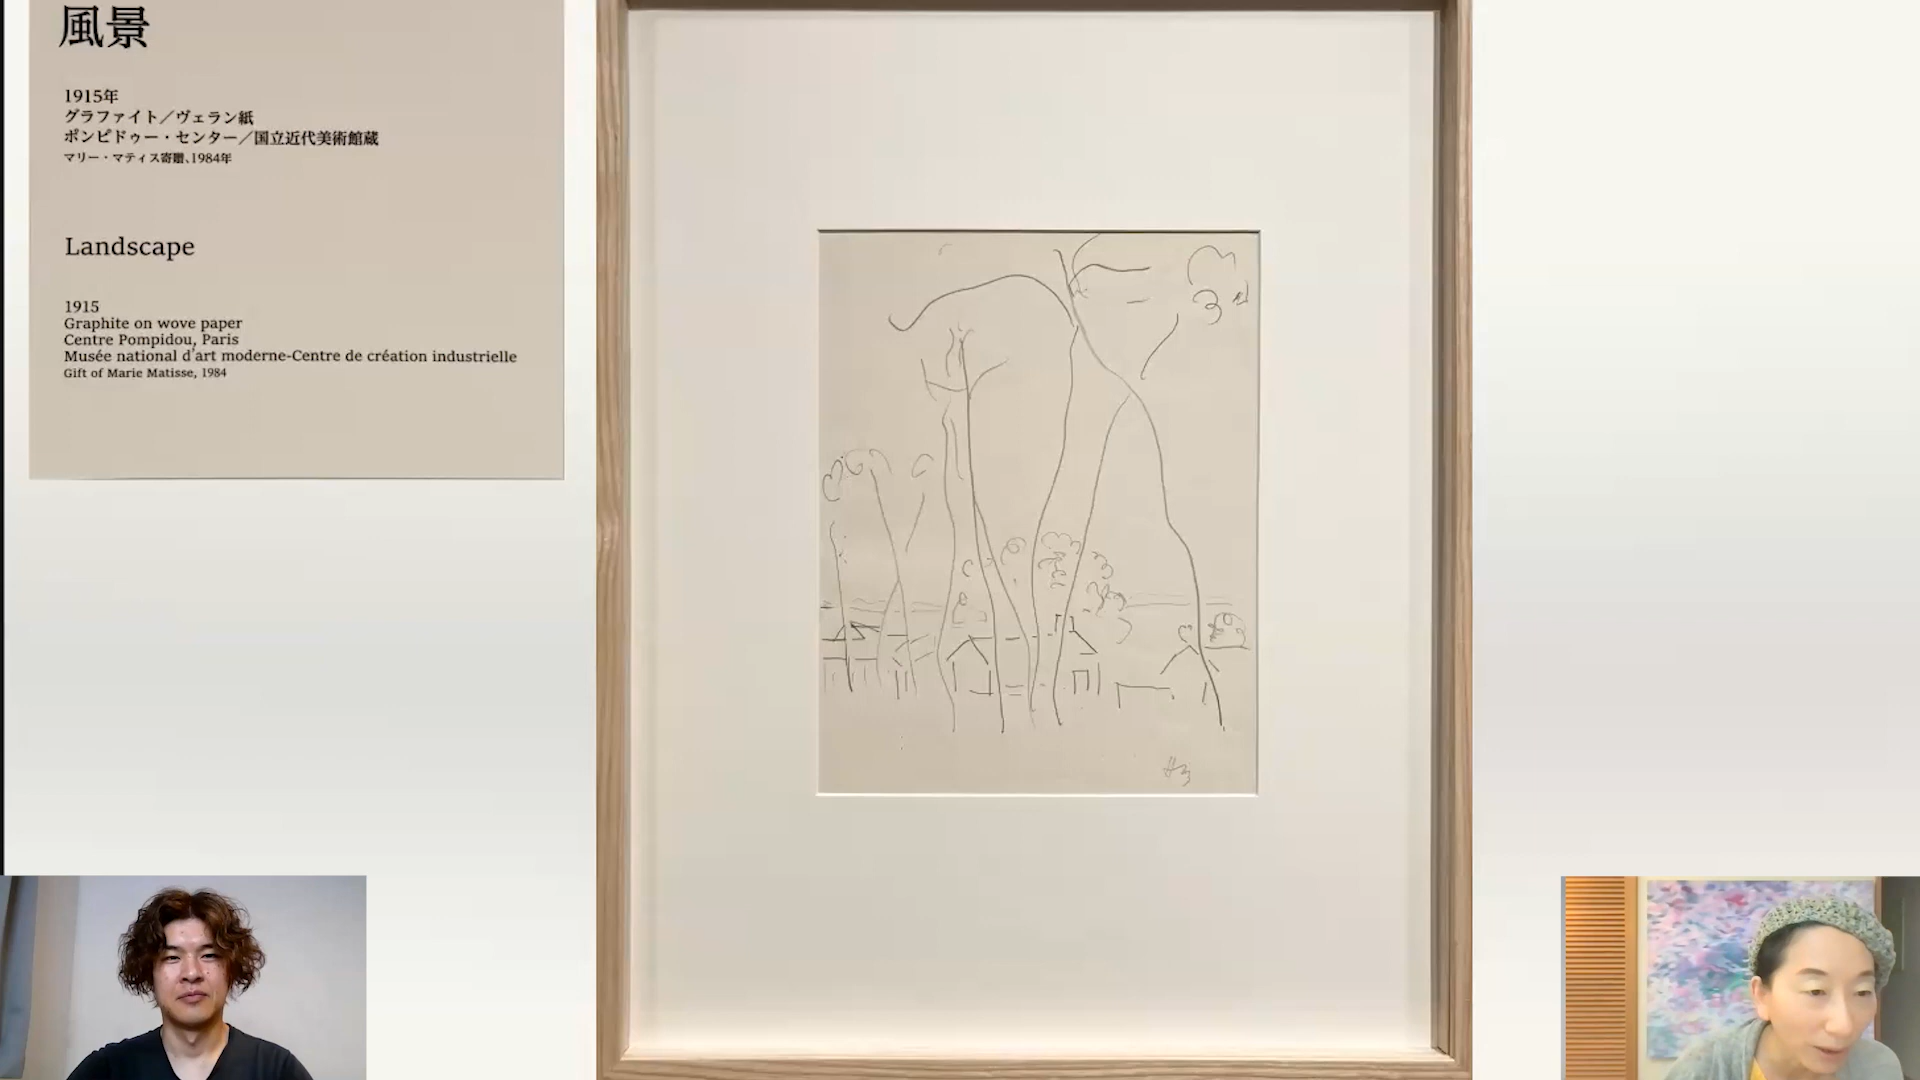 風景
1915年
グラファイト／ヴェラン紙
ポンピドゥー・センター／国立近代美術館蔵
マリー・マティス寄贈、1984年
Landscape
1915
Graphite on wove paper
Centre Pompidou, Paris
Musée national d'art moderne-Centre de création industrielle
Gift of Marie Matisse, 1984